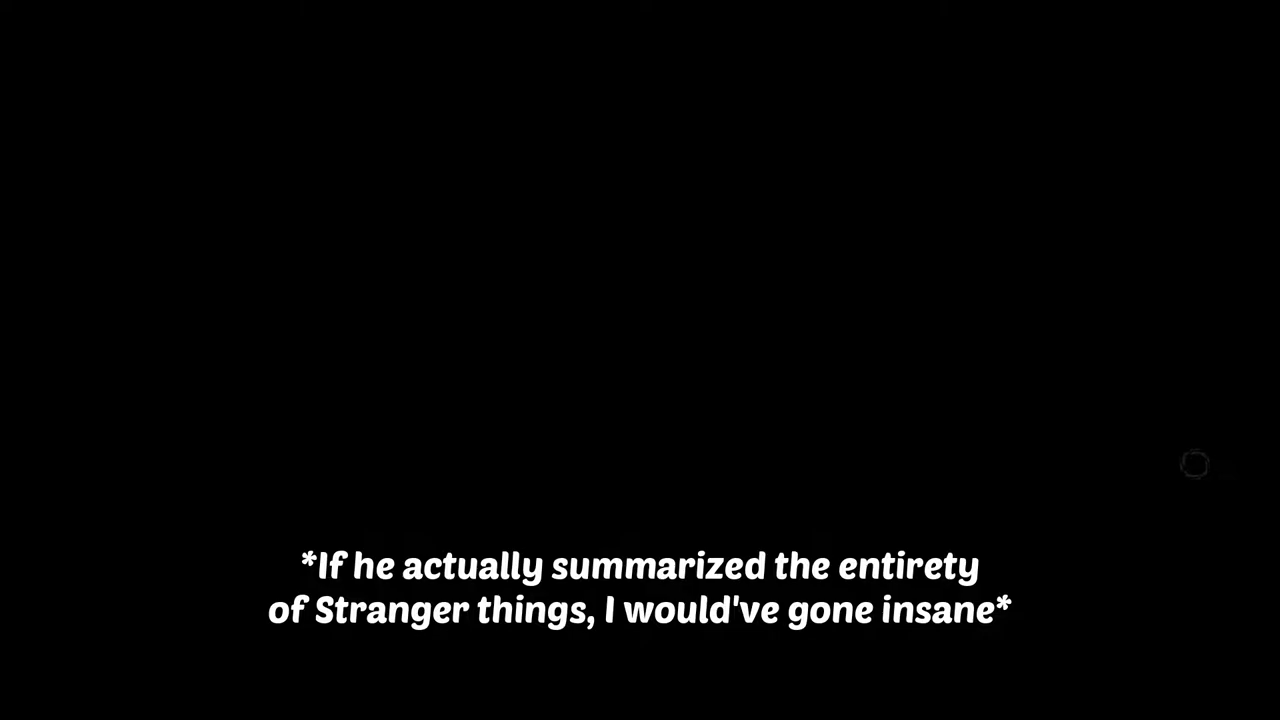 *If he actually summarized the entirety
of Stranger things, I would've gone insane*